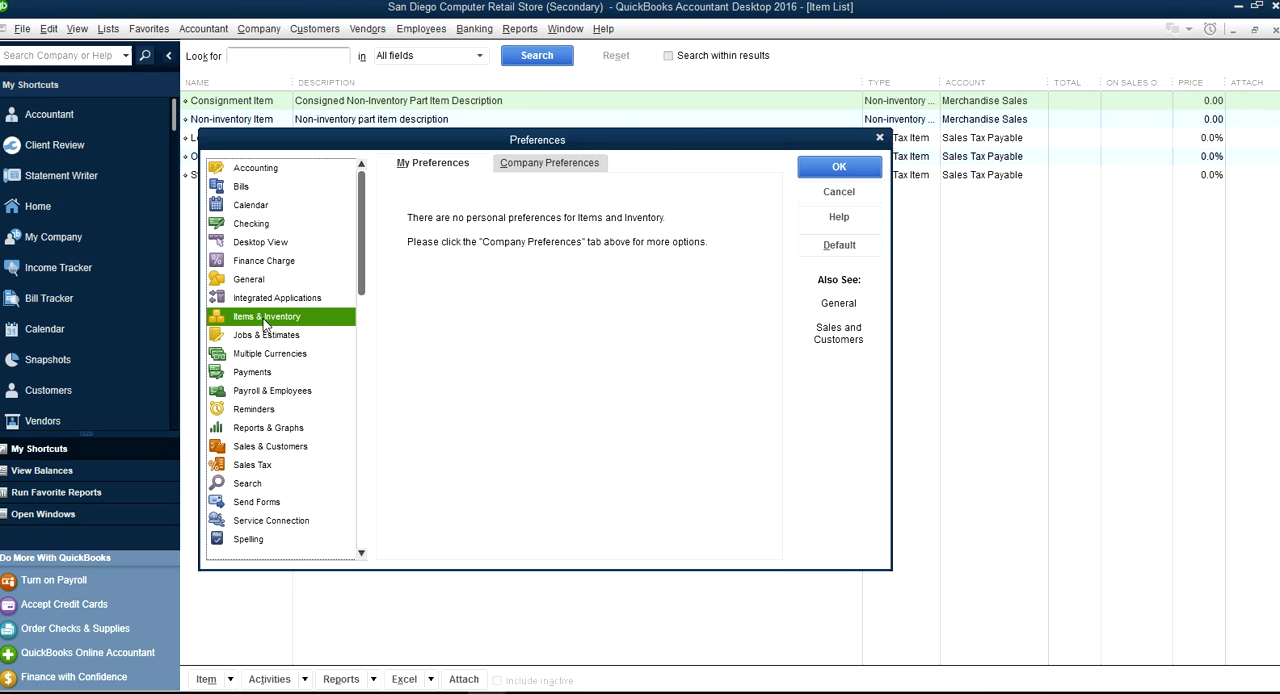 San Diego Computer Retail Store (Secondary) - QuickBooks Accountant Desktop 2016 - [Item List]
File Edit View Lists Favorites Accountant Company Customers Vendors Employees Banking Reports Window Help
Search Company or Help
Look for in All fields Search Reset Search within results
My Shortcuts
NAME DESCRIPTION TYPE ACCOUNT TOTAL ON SALES O... PRICE ATTACH
Consignment Item Consigned Non-Inventory Part Item Description Non-inventory ... Merchandise Sales 0.00
Non-inventory Item Non-inventory part item description Non-inventory ... Merchandise Sales 0.00
Tax Item Sales Tax Payable 0.0%
Tax Item Sales Tax Payable 0.0%
Tax Item Sales Tax Payable 0.0%
Accountant
Client Review
Statement Writer
Home
My Company
Income Tracker
Bill Tracker
Calendar
Snapshots
Customers
Vendors
My Shortcuts
View Balances
Run Favorite Reports
Open Windows
Do More With QuickBooks
Turn on Payroll
Accept Credit Cards
Order Checks & Supplies
QuickBooks Online Accountant
Finance with Confidence
Preferences
Accounting
Bills
Calendar
Checking
Desktop View
Finance Charge
General
Integrated Applications
Items & Inventory
Jobs & Estimates
Multiple Currencies
Payments
Payroll & Employees
Reminders
Reports & Graphs
Sales & Customers
Sales Tax
Search
Send Forms
Service Connection
Spelling
My Preferences Company Preferences
There are no personal preferences for Items and Inventory.
Please click the "Company Preferences" tab above for more options.
OK
Cancel
Help
Default
Also See:
General
Sales and
Customers
Item Activities Reports Excel Attach Include inactive